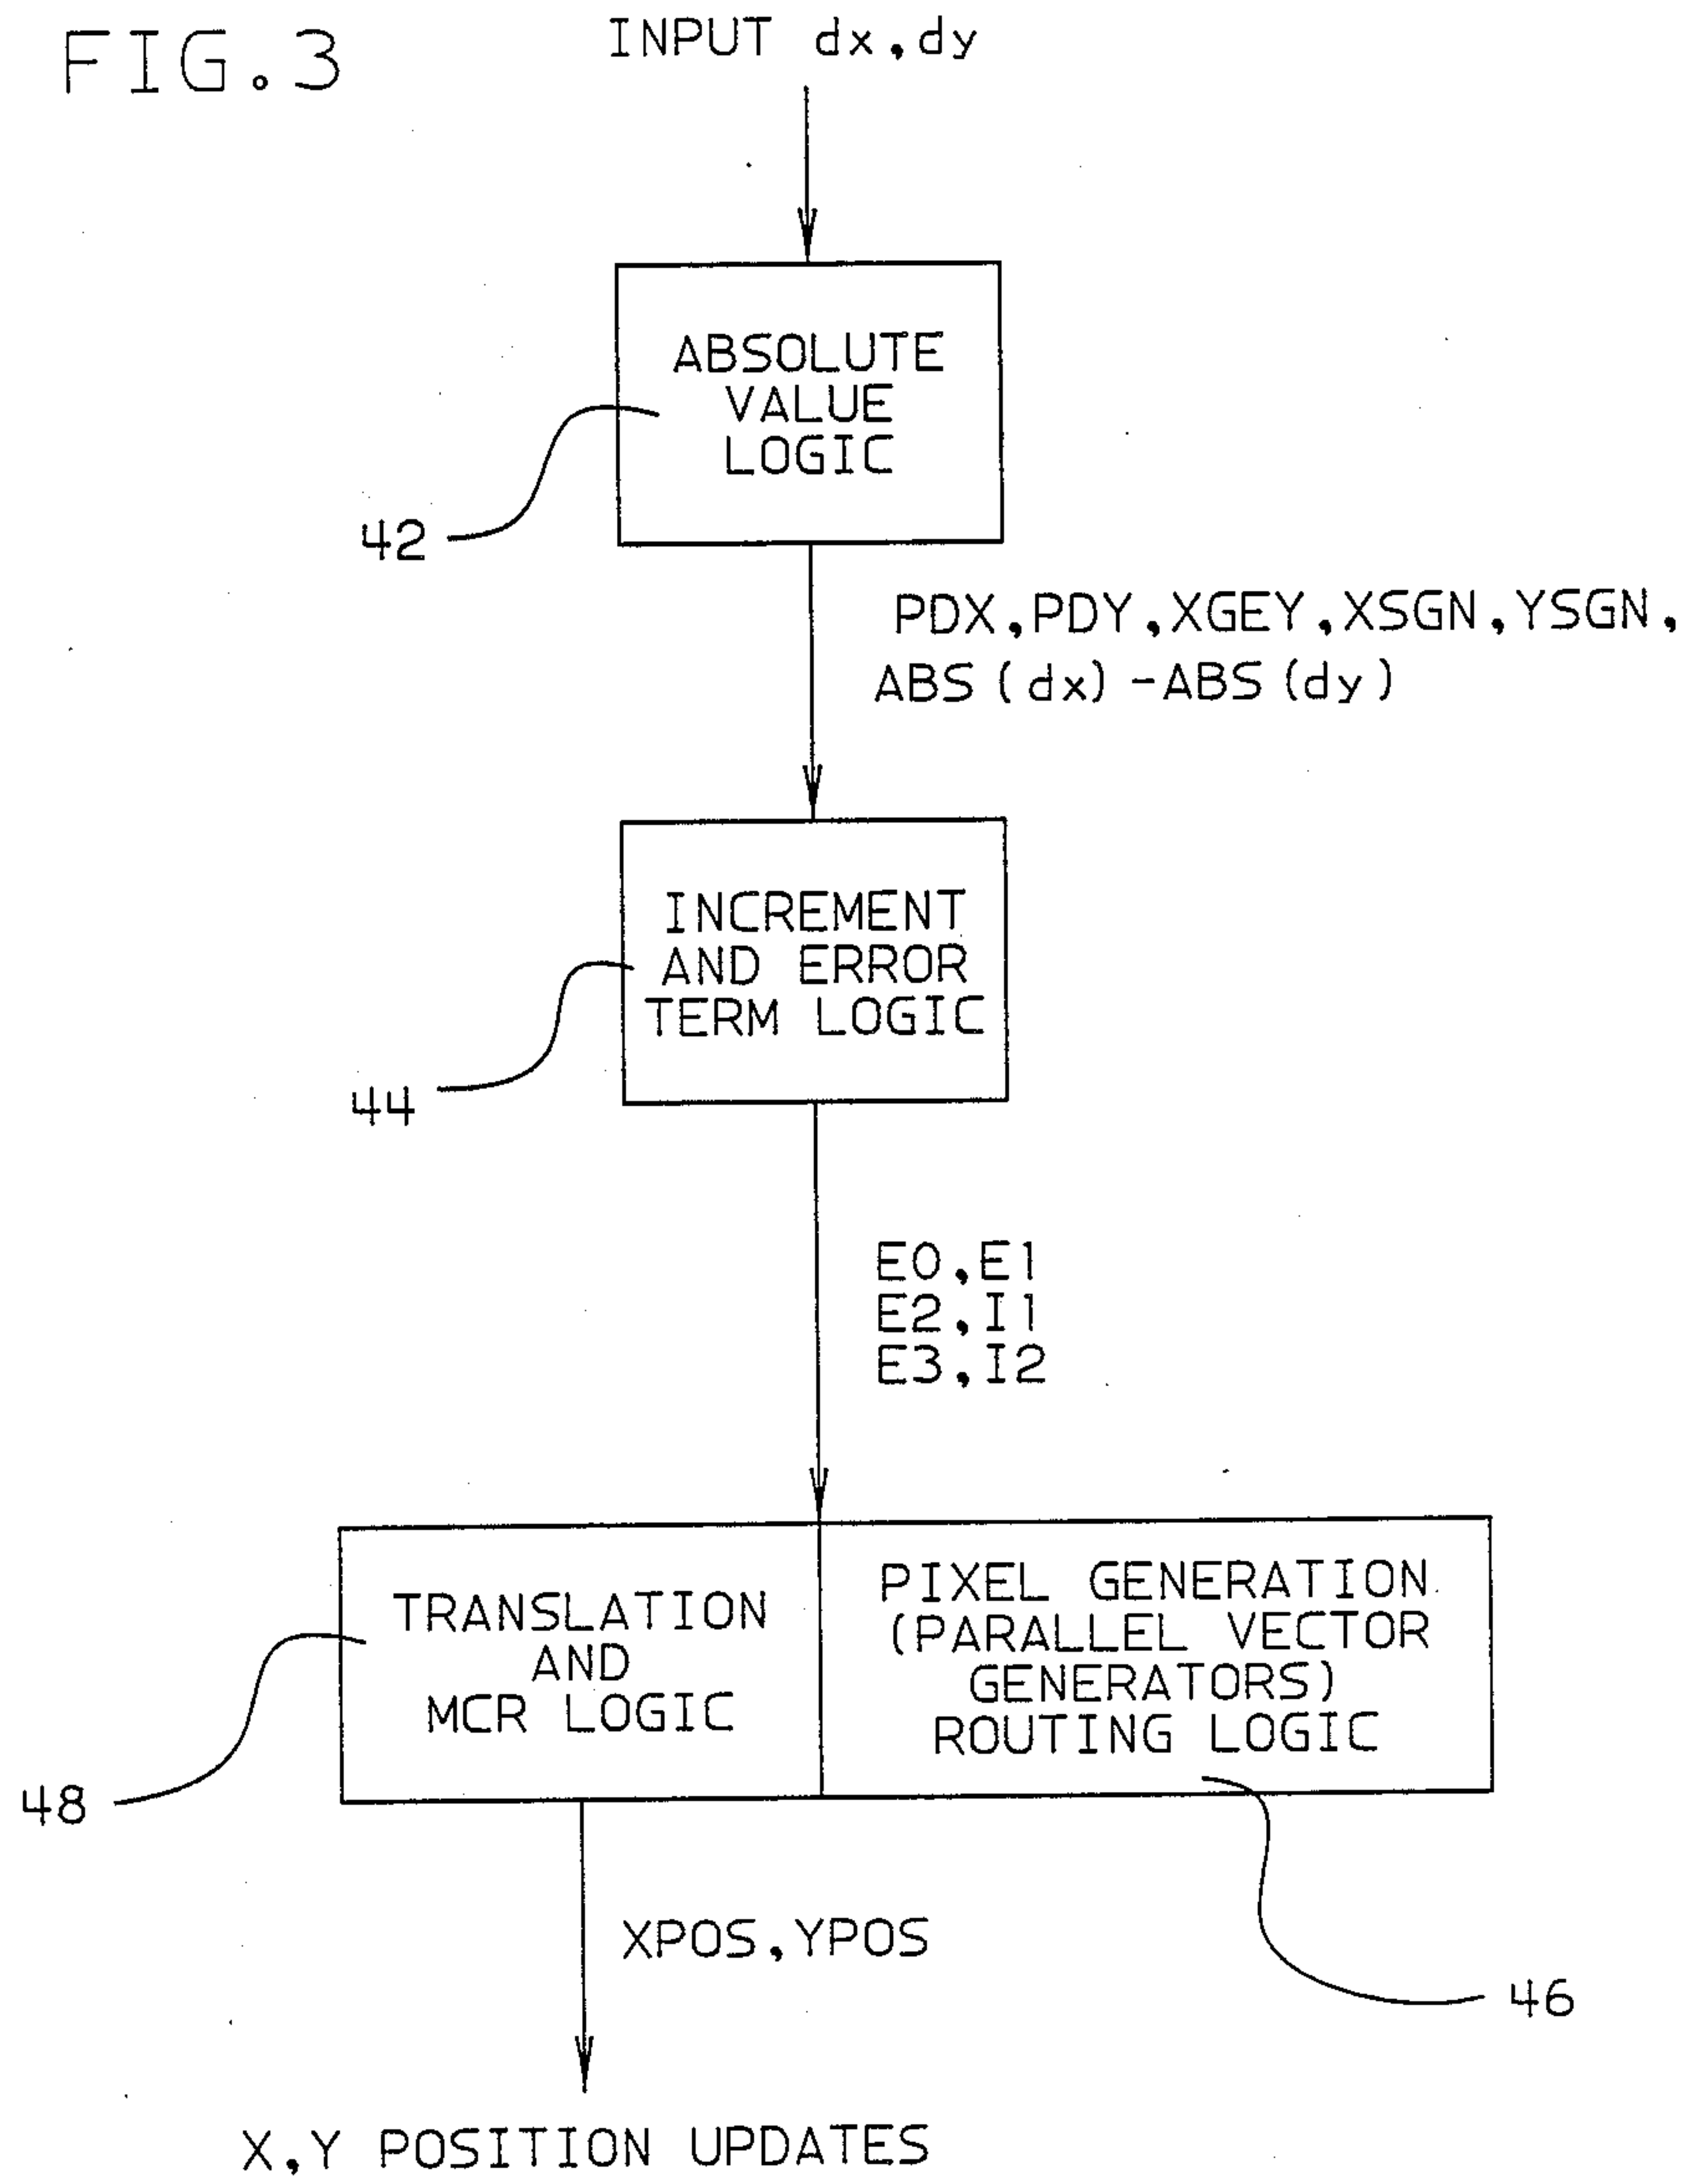 FIG.3
INPUT dx,dy
ABSOLUTE
VALUE
LOGIC
42
PDX,PDY,XGEY,XSGN,YSGN,
ABS(dx)-ABS(dy)
INCREMENT
AND ERROR
TERM LOGIC
44
E0,E1
E2,I1
E3,I2
TRANSLATION
AND
MCR LOGIC
48
PIXEL GENERATION
(PARALLEL VECTOR
GENERATORS)
ROUTING LOGIC
46
XPOS,YPOS
X,Y POSITION UPDATES